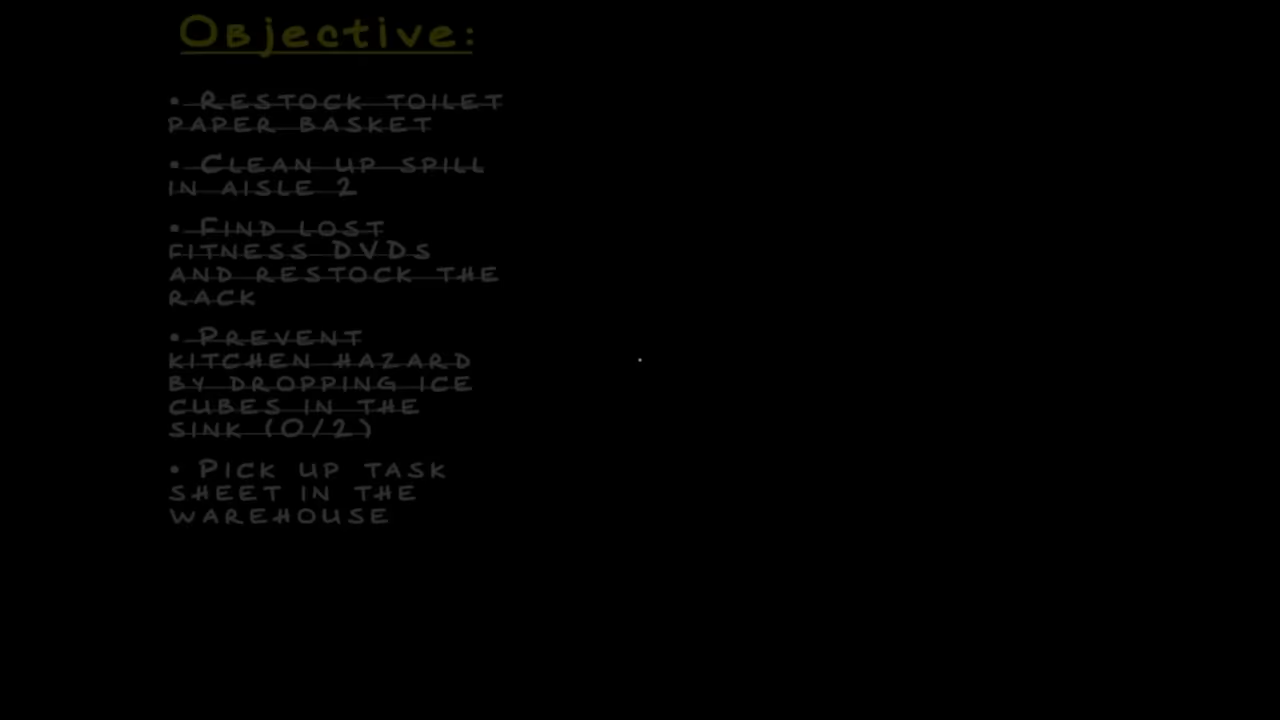 Objective:
• Restock toilet
paper basket
• Clean up spill
in aisle 2
• Find lost
fitness DVDs
and restock the
rack
• Prevent
kitchen hazard
by dropping ice
cubes in the
sink (0/2)
• Pick up task
sheet in the
warehouse